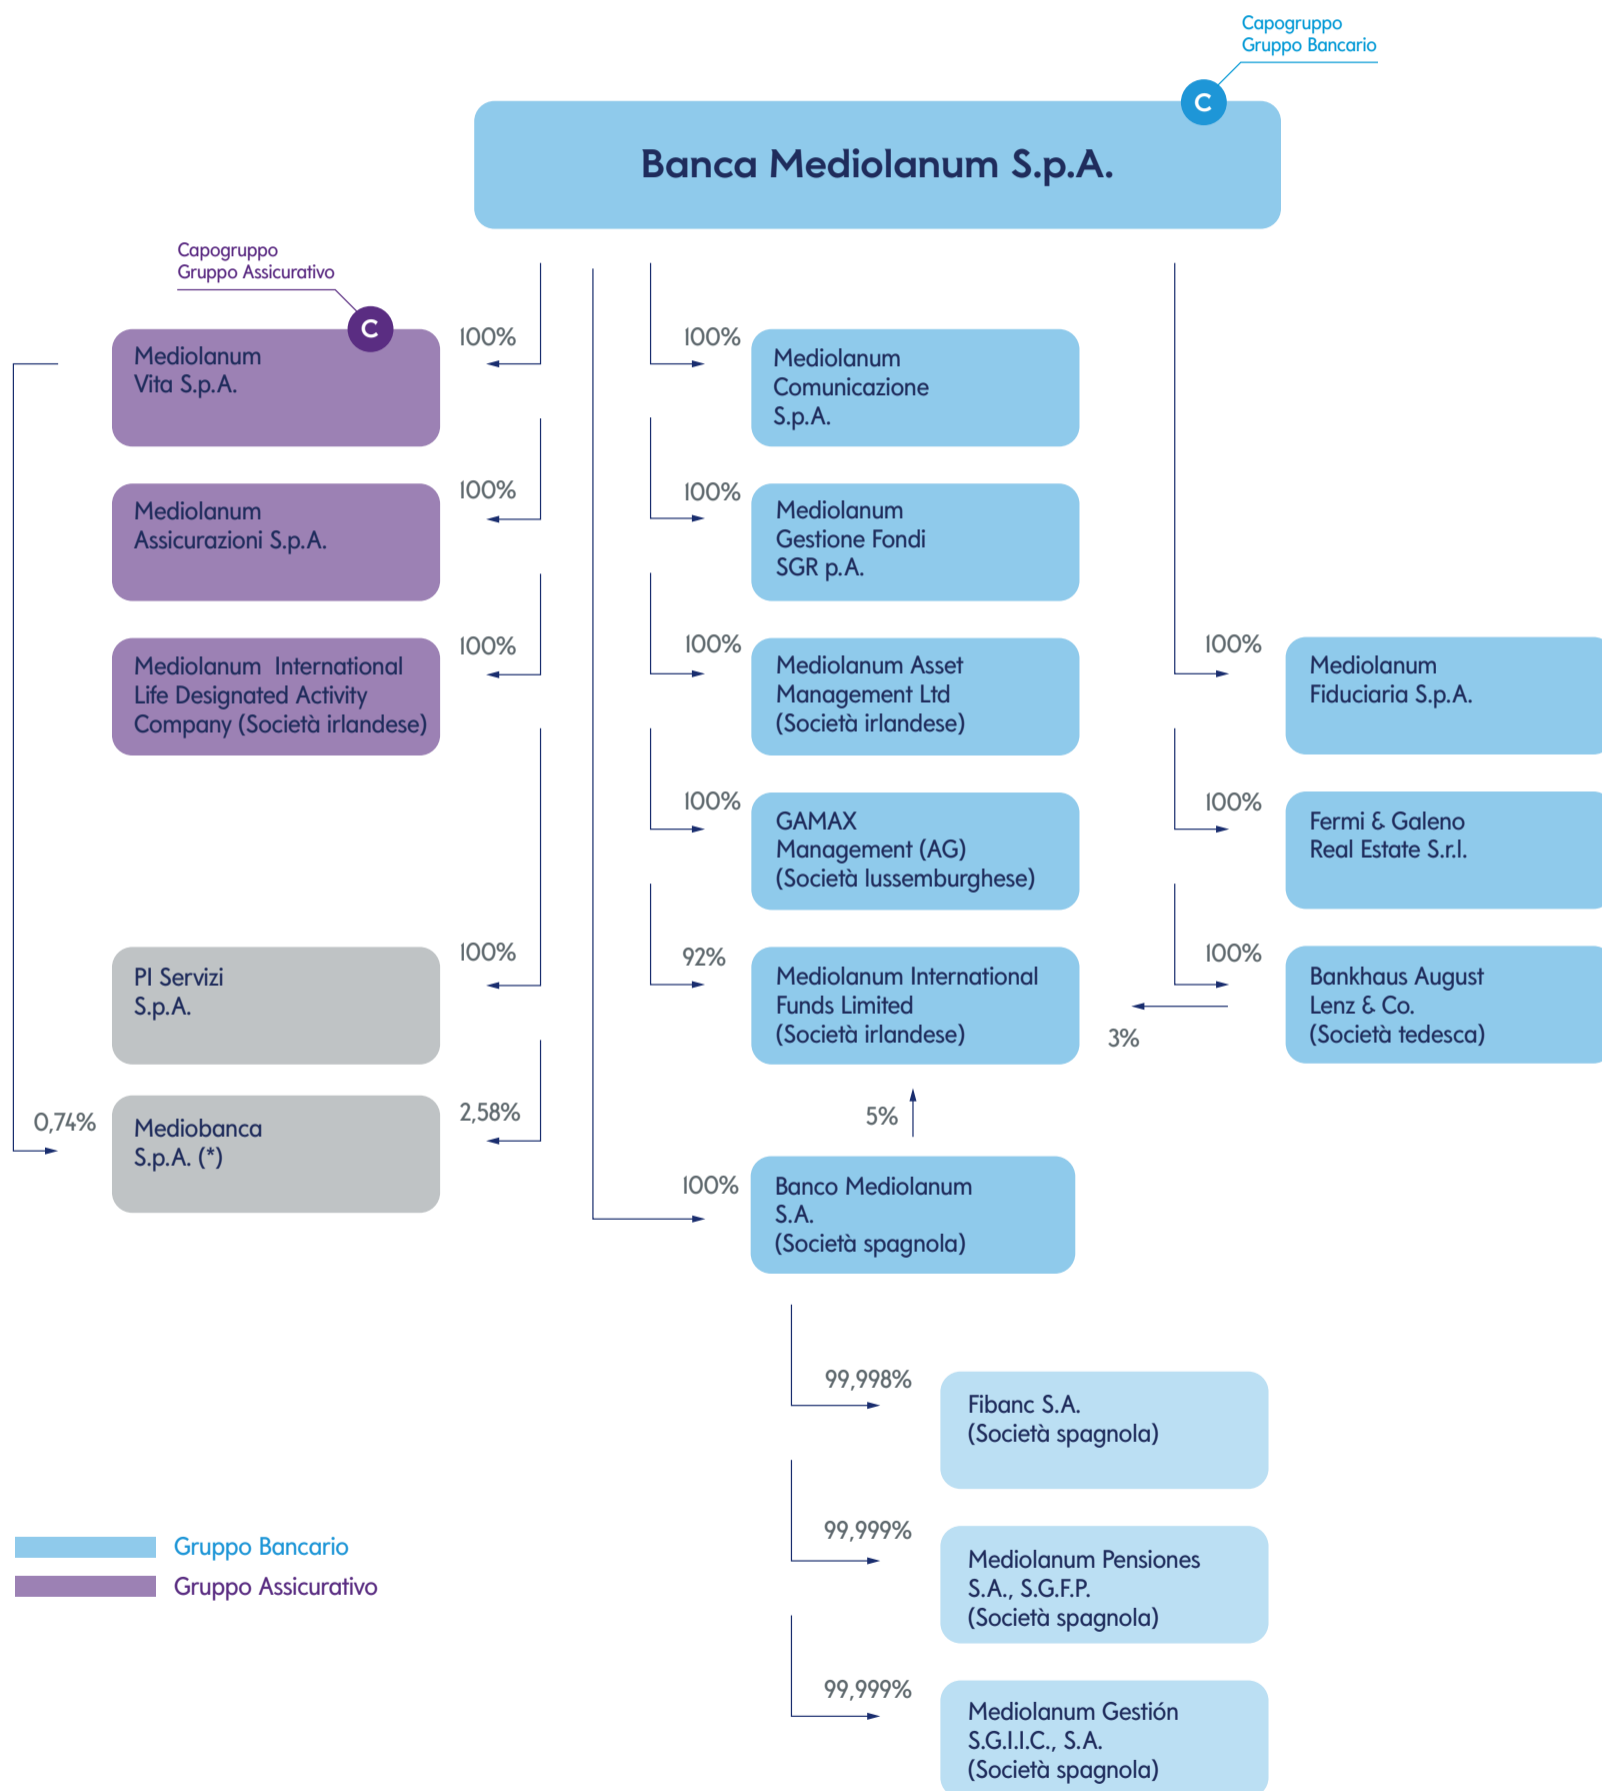 Capogruppo
Gruppo Bancario
C
Banca Mediolanum S.p.A.
Capogruppo
Gruppo Assicurativo
C
100%
Mediolanum
Vita S.p.A.
100%
Mediolanum
Comunicazione
S.p.A.
100%
Mediolanum
Assicurazioni S.p.A.
100%
Mediolanum
Gestione Fondi
SGR p.A.
100%
Mediolanum International
Life Designated Activity
Company (Società irlandese)
100%
Mediolanum Asset
Management Ltd
(Società irlandese)
100%
Mediolanum
Fiduciaria S.p.A.
100%
GAMAX
Management (AG)
(Società lussemburghese)
100%
Fermi & Galeno
Real Estate S.r.l.
100%
PI Servizi
S.p.A.
92%
Mediolanum International
Funds Limited
(Società irlandese)
100%
Bankhaus August
Lenz & Co.
(Società tedesca)
3%
0,74%
Mediobanca
S.p.A. (*)
2,58%
5%
100%
Banco Mediolanum
S.A.
(Società spagnola)
99,998%
Fibanc S.A.
(Società spagnola)
99,999%
Mediolanum Pensiones
S.A., S.G.F.P.
(Società spagnola)
99,999%
Mediolanum Gestión
S.G.I.I.C., S.A.
(Società spagnola)
Gruppo Bancario
Gruppo Assicurativo